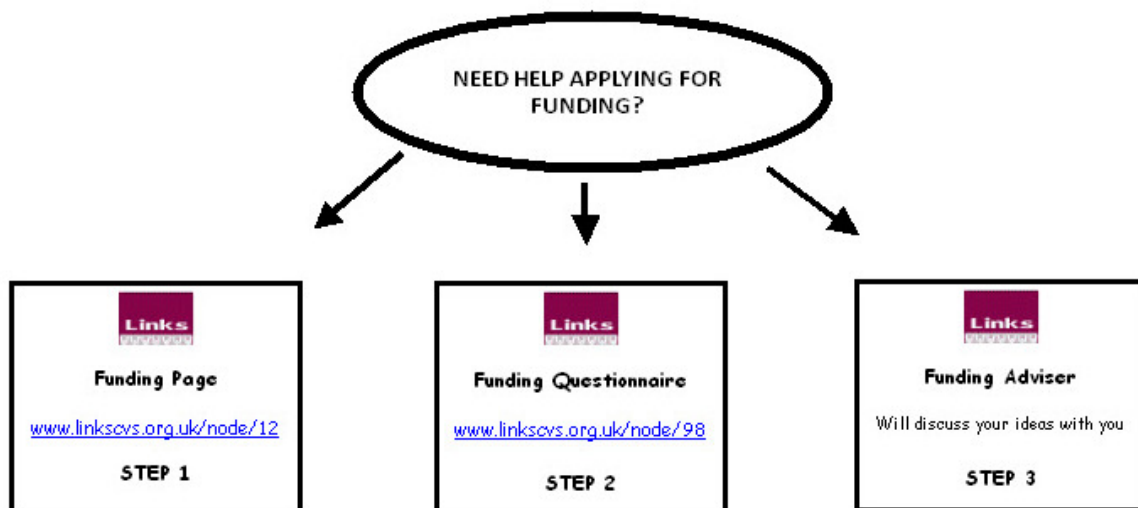 NEED HELP APPLYING FOR
FUNDING?
Links
Funding Page
www.linkscvs.org.uk/node/12
STEP 1
Links
Funding Questionnaire
www.linkscvs.org.uk/node/98
STEP 2
Links
Funding Adviser
Will discuss your ideas with you
STEP 3